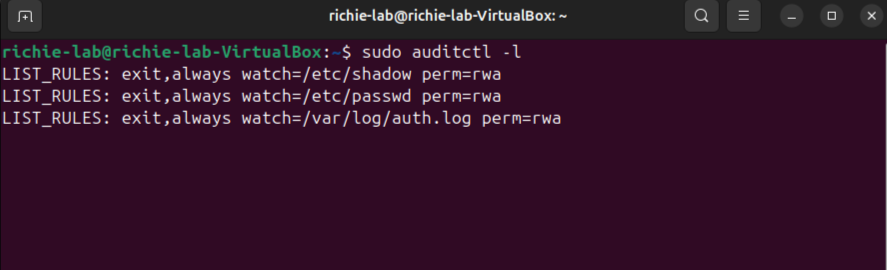 richie-lab@richie-lab-VirtualBox: ~
richie-lab@richie-lab-VirtualBox:~$ sudo auditctl -l
LIST_RULES: exit,always watch=/etc/shadow perm=rwa
LIST_RULES: exit,always watch=/etc/passwd perm=rwa
LIST_RULES: exit,always watch=/var/log/auth.log perm=rwa